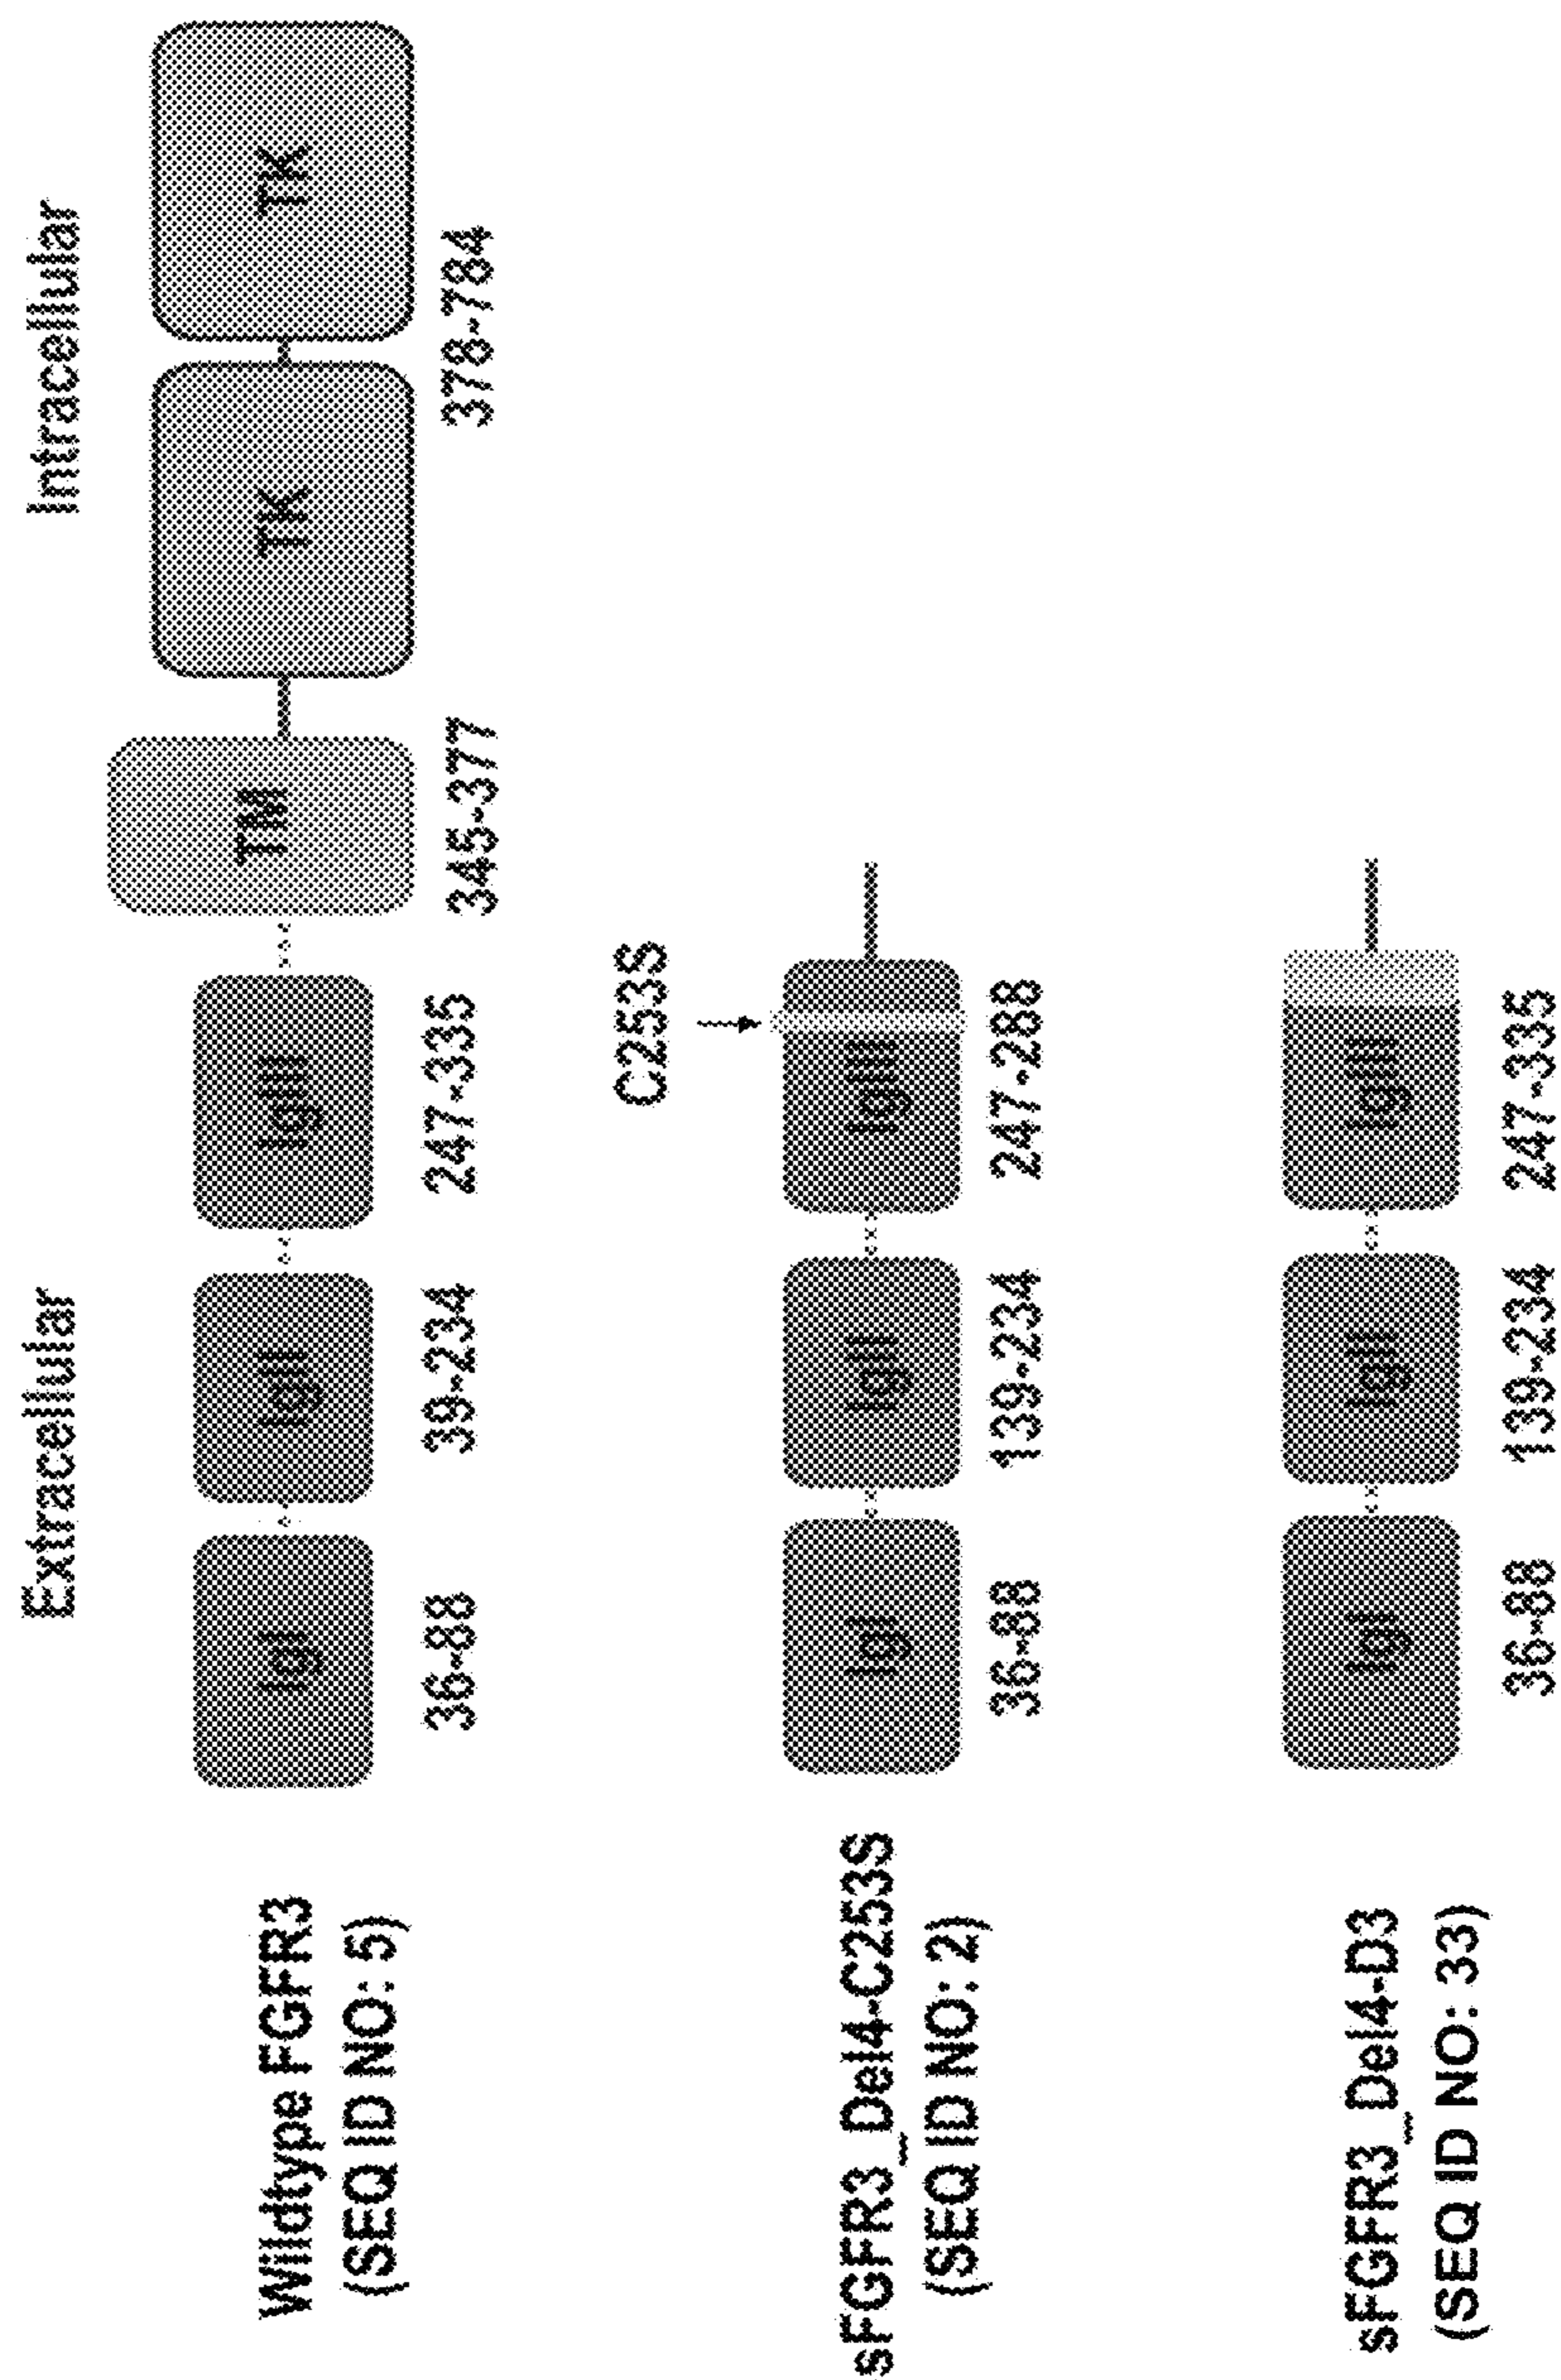 Extracellular
Intracellular
Wildtype FGFR3
(SEQ ID NO: 5)
IgI
IgII
IgIII
TM
TK
TK
36-88
39-234
247-335
345-377
378-784
C253S
sFGFR3_Del4-C253S
(SEQ ID NO: 2)
IgI
IgII
IgIII
36-88
139-234
247-288
sFGFR3_Del4-D3
(SEQ ID NO: 33)
IgI
IgII
IgIII
36-88
139-234
247-335